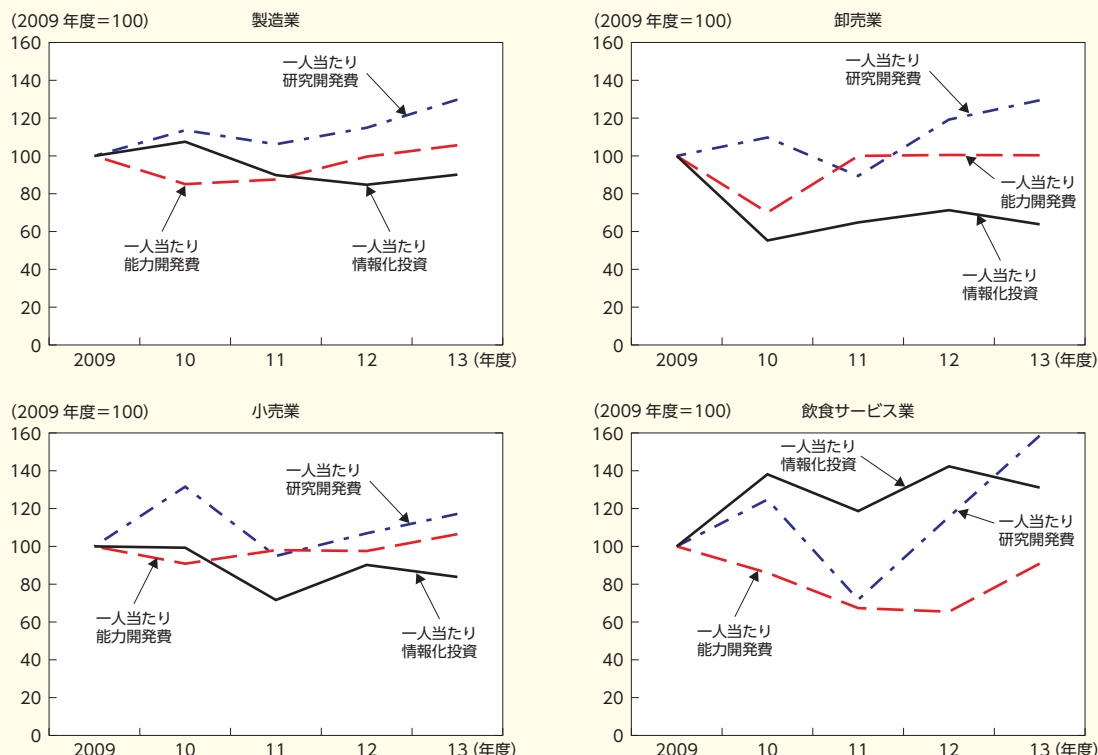 (2009 年度=100)
製造業
160
140
120
100
80
60
40
20
0
2009
10
11
12
13 (年度)
一人当たり
研究開発費
一人当たり
能力開発費
一人当たり
情報化投資
(2009 年度=100)
卸売業
160
140
120
100
80
60
40
20
0
2009
10
11
12
13 (年度)
一人当たり
研究開発費
一人当たり
能力開発費
一人当たり
情報化投資
(2009 年度=100)
小売業
160
140
120
100
80
60
40
20
0
2009
10
11
12
13 (年度)
一人当たり
研究開発費
一人当たり
能力開発費
一人当たり
情報化投資
(2009 年度=100)
飲食サービス業
160
140
120
100
80
60
40
20
0
2009
10
11
12
13 (年度)
一人当たり
情報化投資
一人当たり
研究開発費
一人当たり
能力開発費